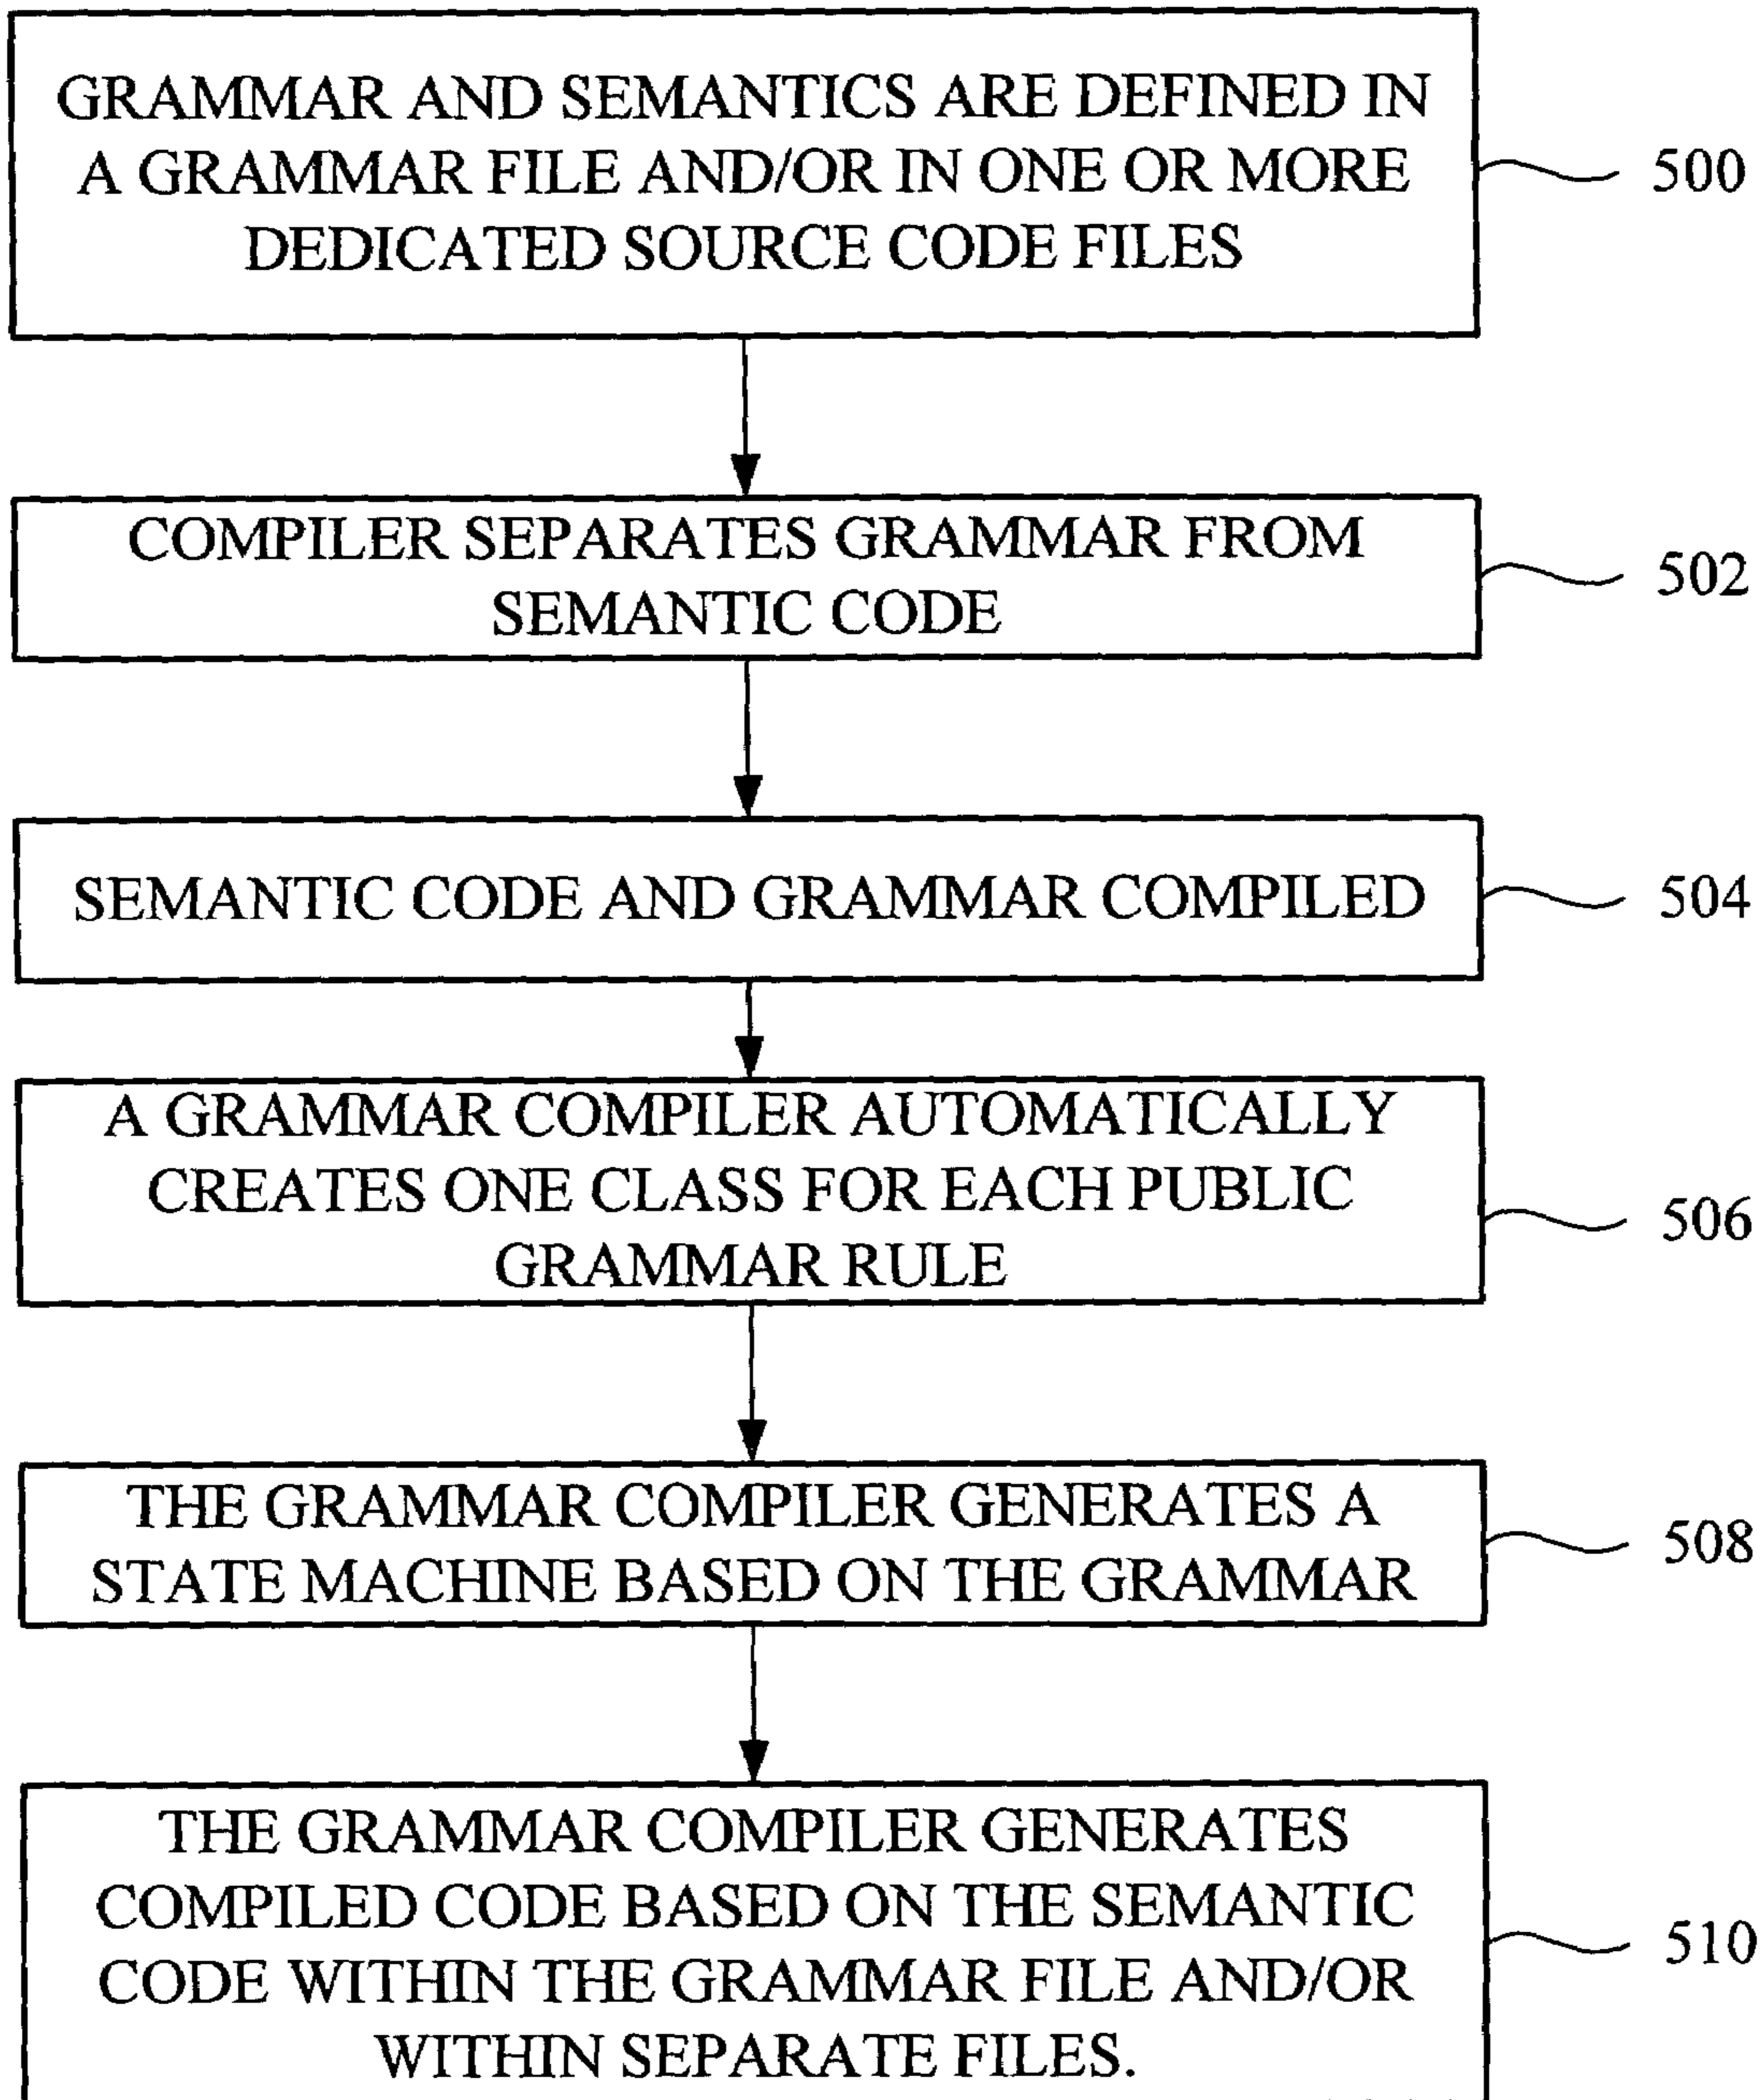 GRAMMAR AND SEMANTICS ARE DEFINED IN
A GRAMMAR FILE AND/OR IN ONE OR MORE
DEDICATED SOURCE CODE FILES
500
COMPILER SEPARATES GRAMMAR FROM
SEMANTIC CODE
502
SEMANTIC CODE AND GRAMMAR COMPILED
504
A GRAMMAR COMPILER AUTOMATICALLY
CREATES ONE CLASS FOR EACH PUBLIC
GRAMMAR RULE
506
THE GRAMMAR COMPILER GENERATES A
STATE MACHINE BASED ON THE GRAMMAR
508
THE GRAMMAR COMPILER GENERATES
COMPILED CODE BASED ON THE SEMANTIC
CODE WITHIN THE GRAMMAR FILE AND/OR
WITHIN SEPARATE FILES.
510